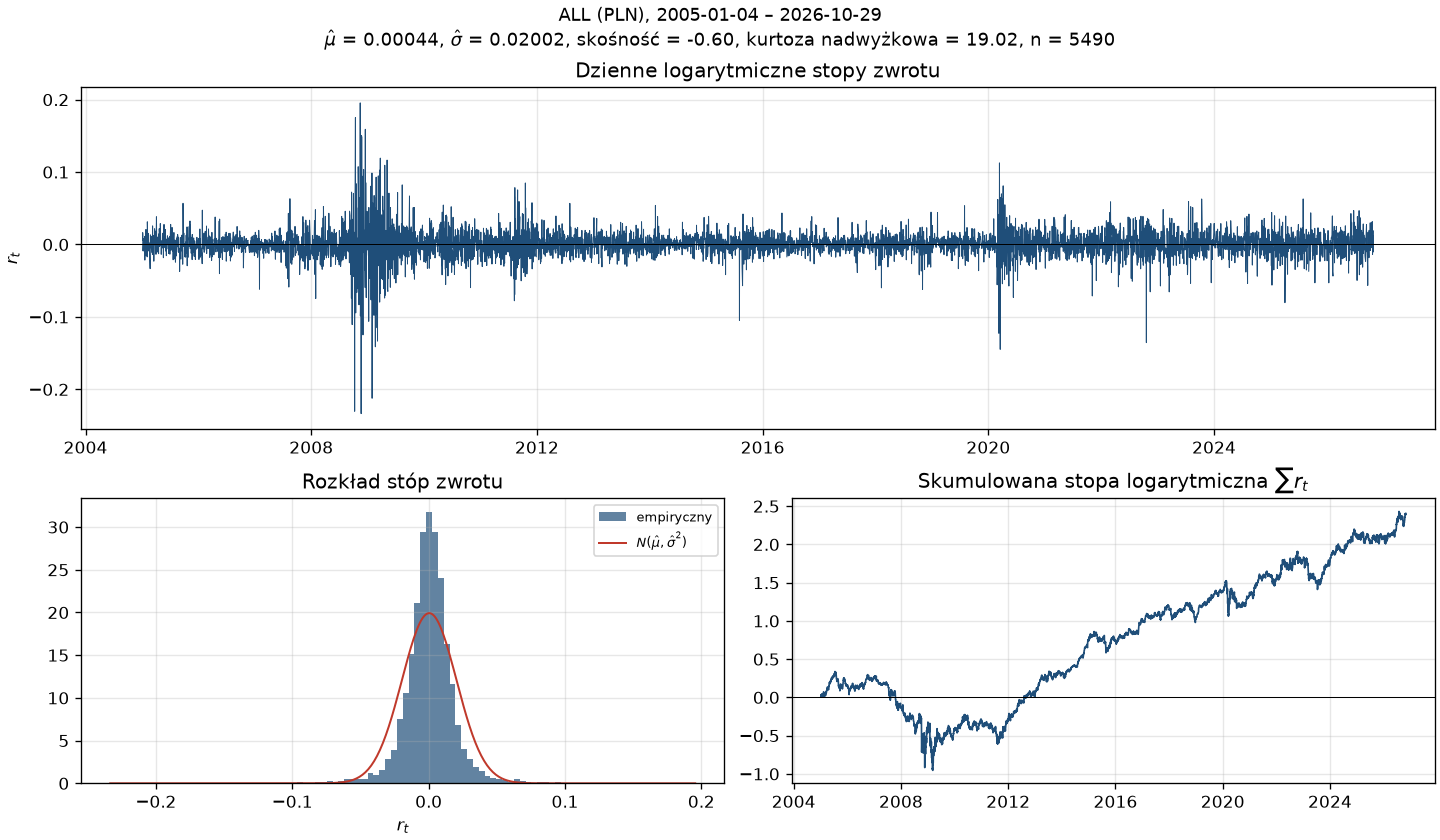 ALL (PLN), 2005-01-04 – 2026-10-29
μ̂ = 0.00044, σ̂ = 0.02002, skośność = -0.60, kurtoza nadwyżkowa = 19.02, n = 5490
Dzienne logarytmiczne stopy zwrotu
0.2
0.1
0.0
−0.1
−0.2
r_t
2004 2008 2012 2016 2020 2024
Rozkład stóp zwrotu
30
25
20
15
10
5
0
empiryczny
N(μ̂, σ̂²)
−0.2 −0.1 0.0 0.1 0.2
r_t
Skumulowana stopa logarytmiczna ∑r_t
2.5
2.0
1.5
1.0
0.5
0.0
−0.5
−1.0
2004 2008 2012 2016 2020 2024